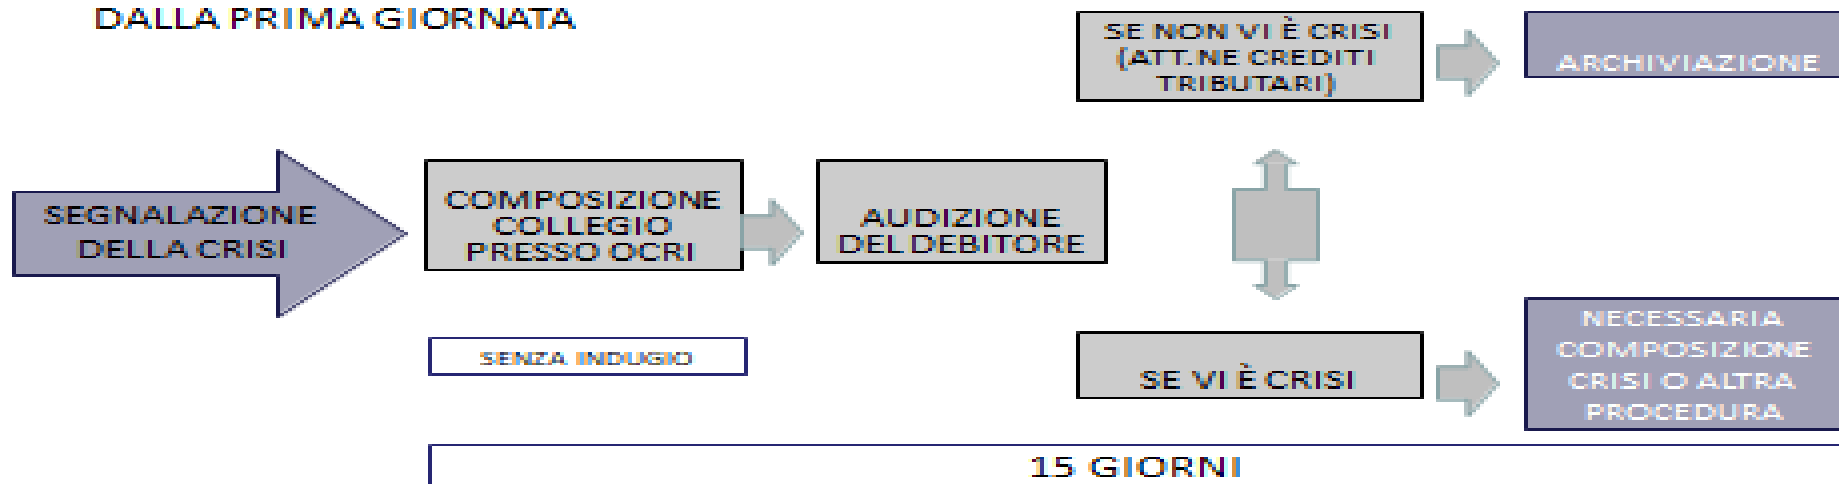 DALLA PRIMA GIORNATA
SE NON VI È CRISI
(ATT.NE CREDITI
TRIBUTARI)
ARCHIVIAZIONE
SEGNALAZIONE
DELLA CRISI
COMPOSIZIONE
COLLEGIO
PRESSO OCRI
AUDIZIONE
DEL DEBITORE
SENZA INDUGIO
SE VI È CRISI
NECESSARIA
COMPOSIZIONE
CRISI O ALTRA
PROCEDURA
15 GIORNI